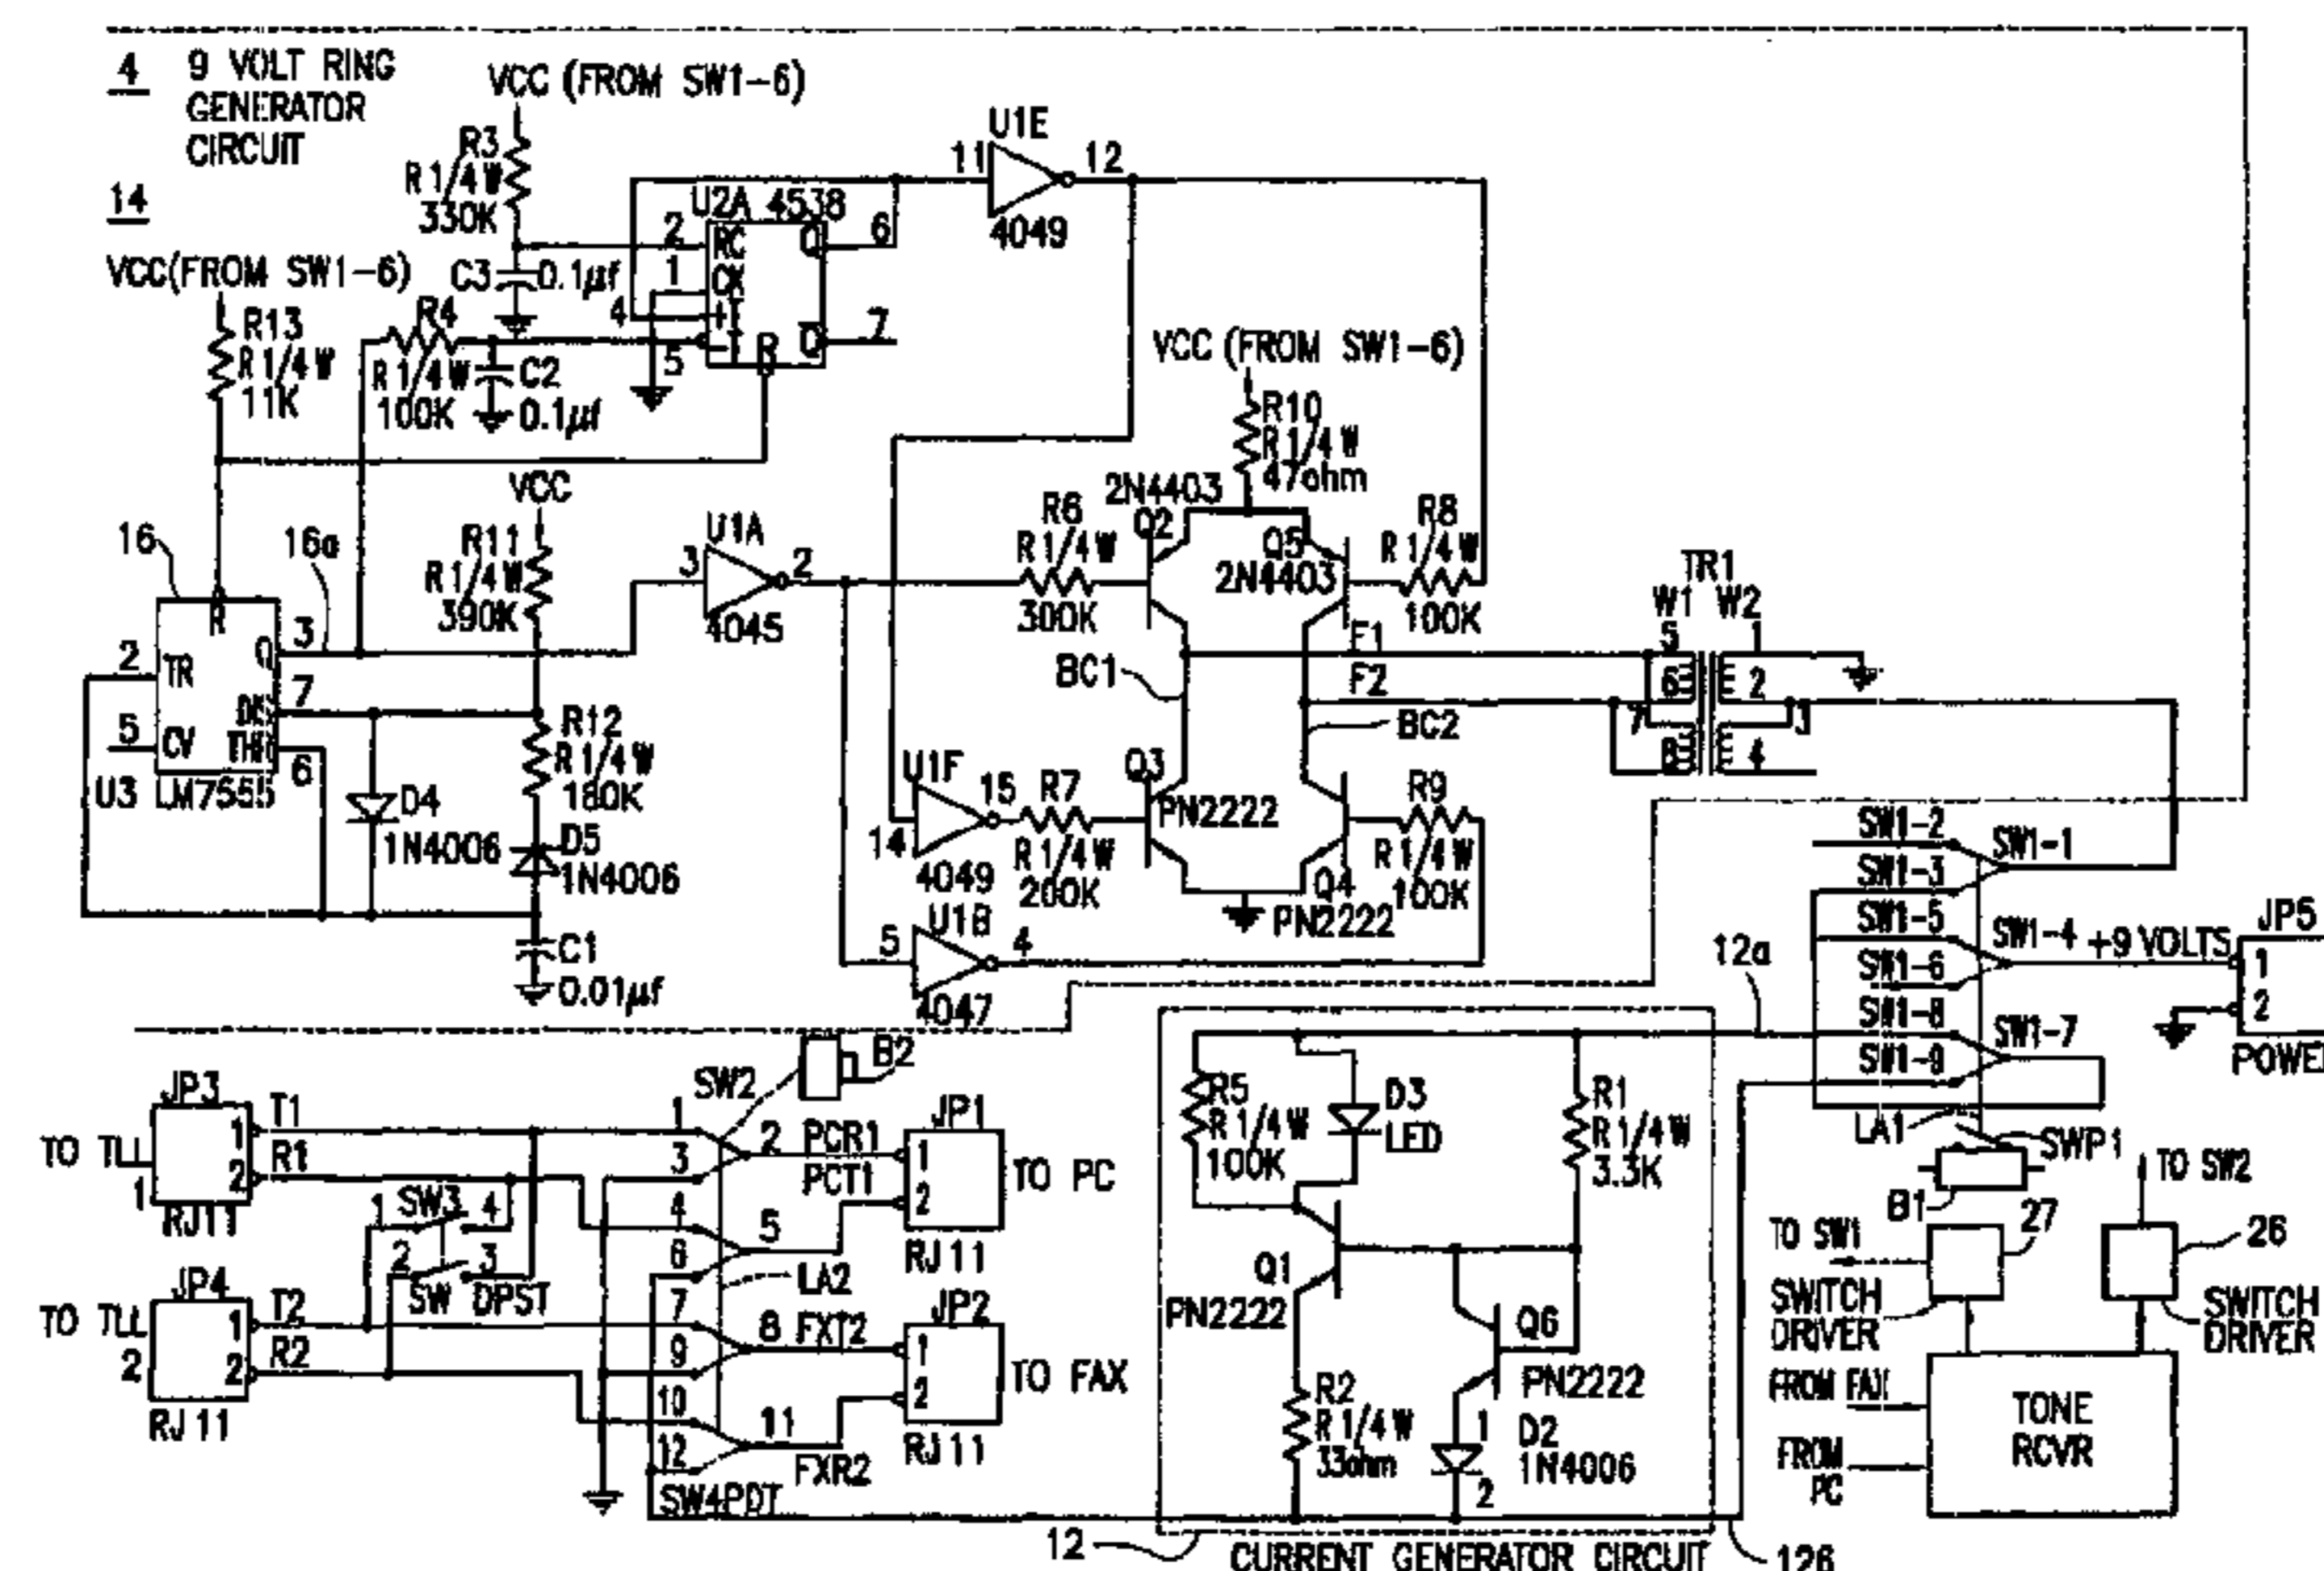 4 9 VOLT RING
GENERATOR
CIRCUIT
14
VCC (FROM SW1-6)
R3
R 1/4 W
330K
U2A 4538
2 RC Q 6
1 CX
4 +T
5 -T R Q 7
C3 0.1µf
11 U1E 12
4049
VCC(FROM SW1-6)
R13
R 1/4 W
11K
R4
R 1/4 W
100K
C2
0.1µf
VCC (FROM SW1-6)
R10
R 1/4 W
47ohm
16
16a
R
2 TR Q 3
DIS 7
5 CV THR 6
U3 LM7555
VCC
R11
R 1/4 W
390K
R12
R 1/4 W
180K
D4
1N4006
D5
1N4006
C1
0.01µf
3 U1A 2
4045
R6
R 1/4 W
300K
2N4403
Q2
Q5
2N4403
R8
R 1/4 W
100K
BC1
F1
F2
BC2
TR1
W1 W2
5 1
6 2
7 3
8 4
U1F
14 15
4049
R7
R 1/4 W
200K
Q3
PN2222
Q4
PN2222
R9
R 1/4 W
100K
U1B
5 4
4047
SW1-2
SW1-1
SW1-3
SW1-5
SW1-4 +9 VOLTS
SW1-6
SW1-8
SW1-7
SW1-9
JP5
1
2
12a
LA1
SWP1
B1
JP3
TO TLL
1
1 T1
2 R1
RJ11
SW3
1 4
2 3
SW DPST
JP4
TO TLL
2
1 T2
2 R2
RJ11
SW2
B2
1
2 PCR1
3
PCT1
4
5
6
LA2
7
8 FXT2
9
10
11
12
FXR2
SW4PDT
JP1
1
2
TO PC
RJ11
JP2
1
2
TO FAX
RJ11
R5
R 1/4 W
100K
D3
LED
R1
R 1/4 W
3.3K
Q1
PN2222
Q6
PN2222
R2
R 1/4 W
33ohm
1 D2
1N4006
2
12
CURRENT GENERATOR CIRCUIT
126
TO SW1
27
SWITCH
DRIVER
TO SW2
26
SWITCH
DRIVER
FROM FAX
FROM
PC
TONE
RCVR